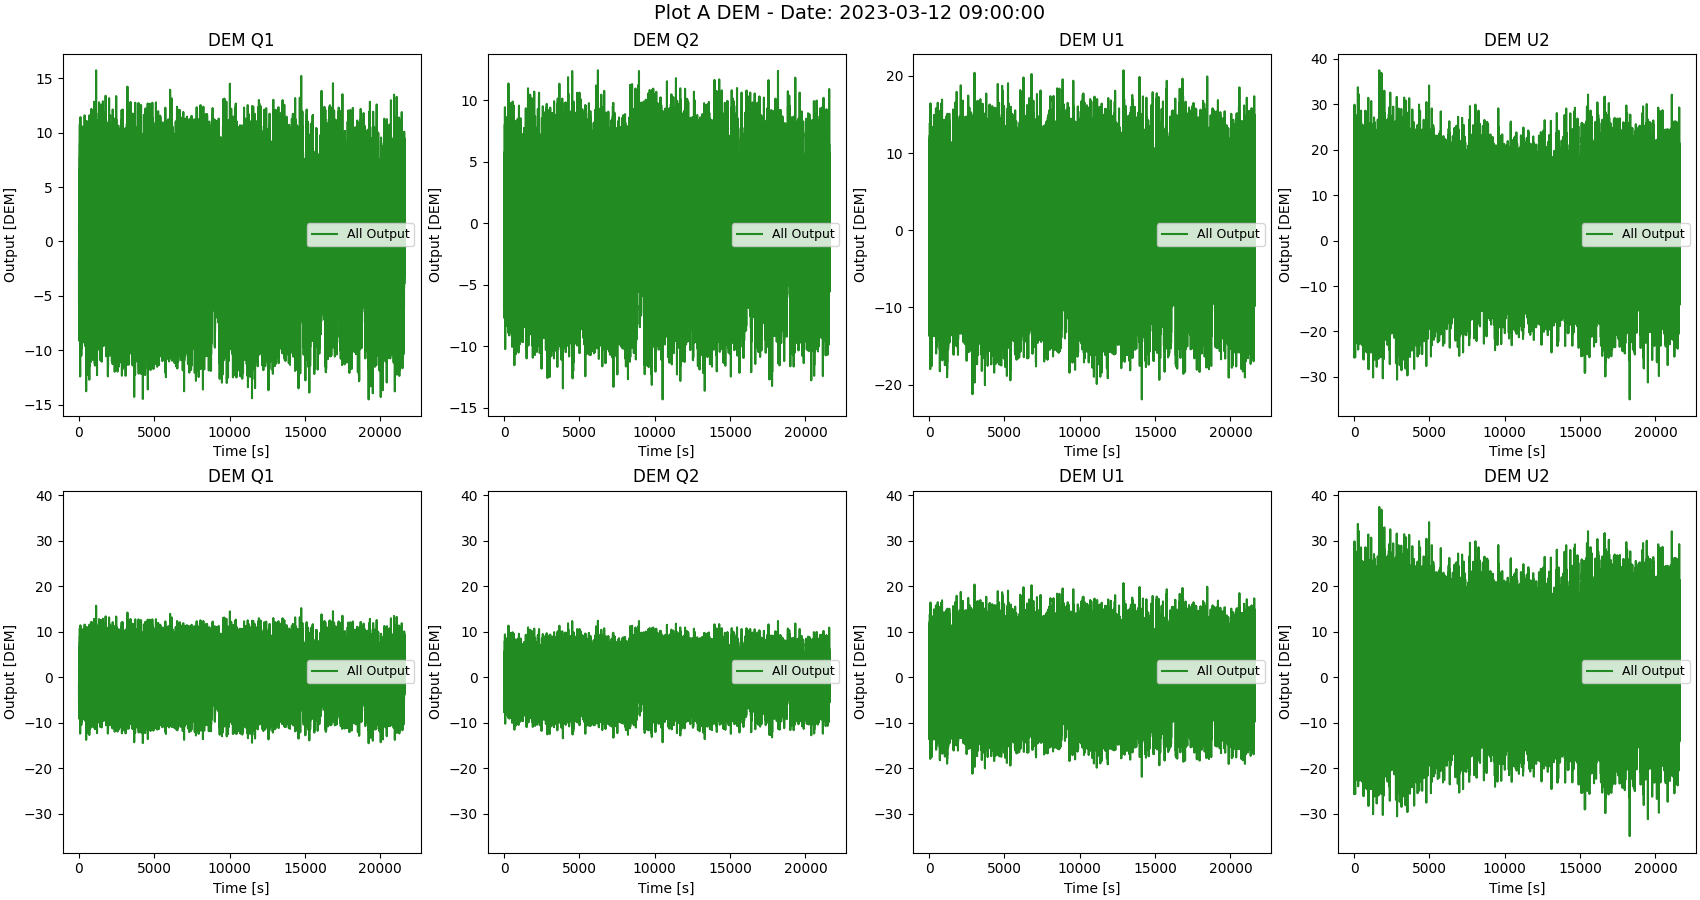 Plot A DEM - Date: 2023-03-12 09:00:00
DEM Q1
DEM Q2
DEM U1
DEM U2
Output [DEM]
15
10
5
0
−5
−10
−15
All Output
0
5000
10000
15000
20000
Time [s]
Output [DEM]
10
5
0
−5
−10
−15
All Output
0
5000
10000
15000
20000
Time [s]
Output [DEM]
20
10
0
−10
−20
All Output
0
5000
10000
15000
20000
Time [s]
Output [DEM]
40
30
20
10
0
−10
−20
−30
All Output
0
5000
10000
15000
20000
Time [s]
DEM Q1
DEM Q2
DEM U1
DEM U2
Output [DEM]
40
30
20
10
0
−10
−20
−30
All Output
0
5000
10000
15000
20000
Time [s]
Output [DEM]
40
30
20
10
0
−10
−20
−30
All Output
0
5000
10000
15000
20000
Time [s]
Output [DEM]
40
30
20
10
0
−10
−20
−30
All Output
0
5000
10000
15000
20000
Time [s]
Output [DEM]
40
30
20
10
0
−10
−20
−30
All Output
0
5000
10000
15000
20000
Time [s]